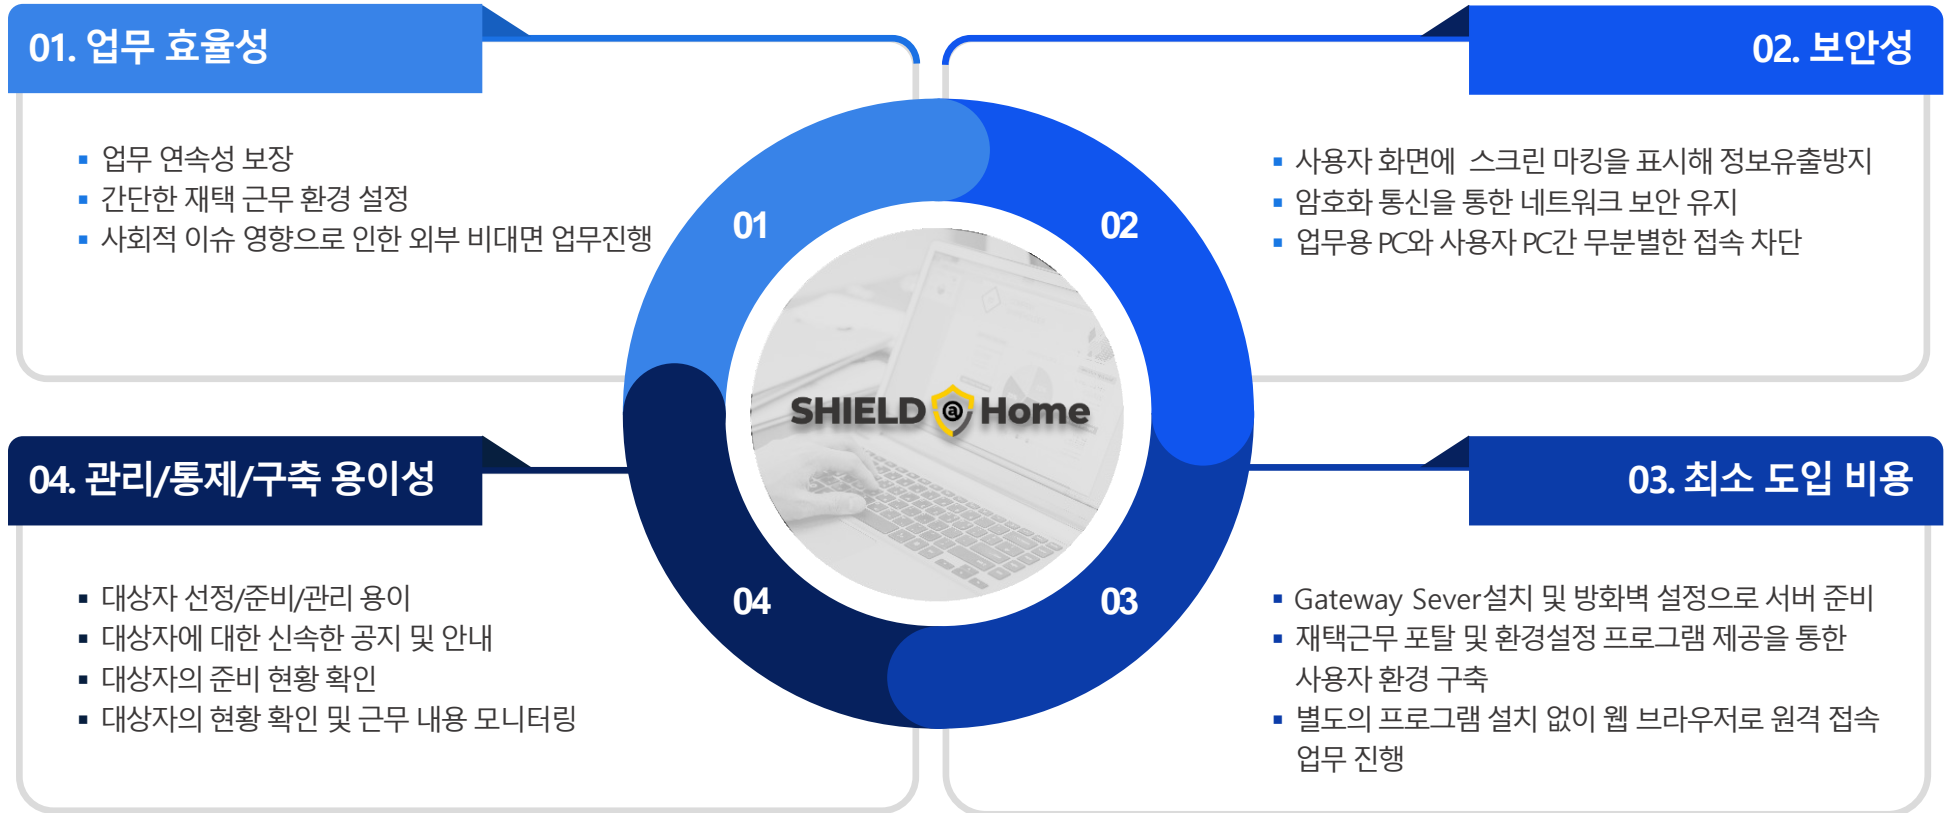 01. 업무 효율성
업무 연속성 보장
간단한 재택 근무 환경 설정
사회적 이슈 영향으로 인한 외부 비대면 업무진행
02. 보안성
사용자 화면에 스크린 마킹을 표시해 정보유출방지
암호화 통신을 통한 네트워크 보안 유지
업무용 PC와 사용자 PC간 무분별한 접속 차단
01
02
SHIELD @ Home
04
03
04. 관리/통제/구축 용이성
대상자 선정/준비/관리 용이
대상자에 대한 신속한 공지 및 안내
대상자의 준비 현황 확인
대상자의 현황 확인 및 근무 내용 모니터링
03. 최소 도입 비용
Gateway Sever설치 및 방화벽 설정으로 서버 준비
재택근무 포탈 및 환경설정 프로그램 제공을 통한
사용자 환경 구축
별도의 프로그램 설치 없이 웹 브라우저로 원격 접속
업무 진행